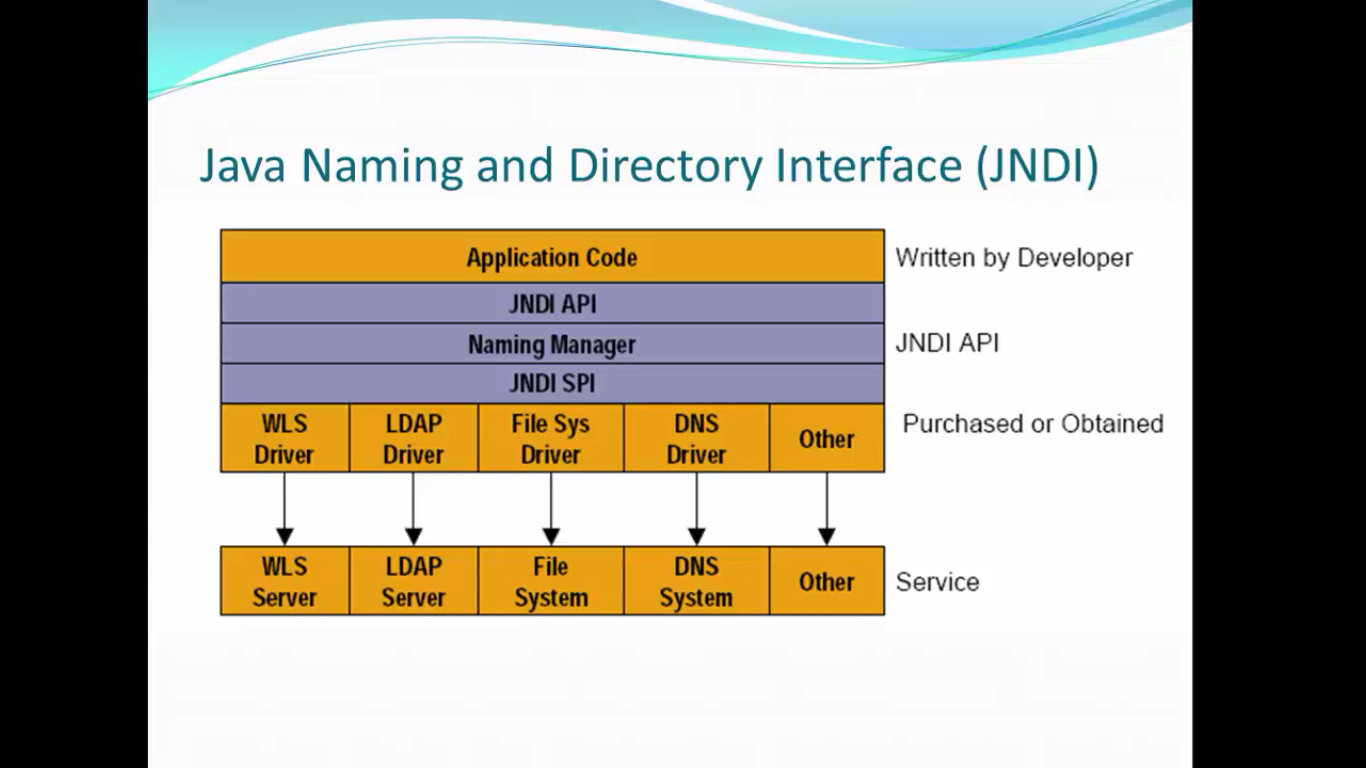 Java Naming and Directory Interface (JNDI)
Application Code
Written by Developer
JNDI API
Naming Manager
JNDI API
JNDI SPI
WLS
Driver
LDAP
Driver
File Sys
Driver
DNS
Driver
Other
Purchased or Obtained
WLS
Server
LDAP
Server
File
System
DNS
System
Other
Service